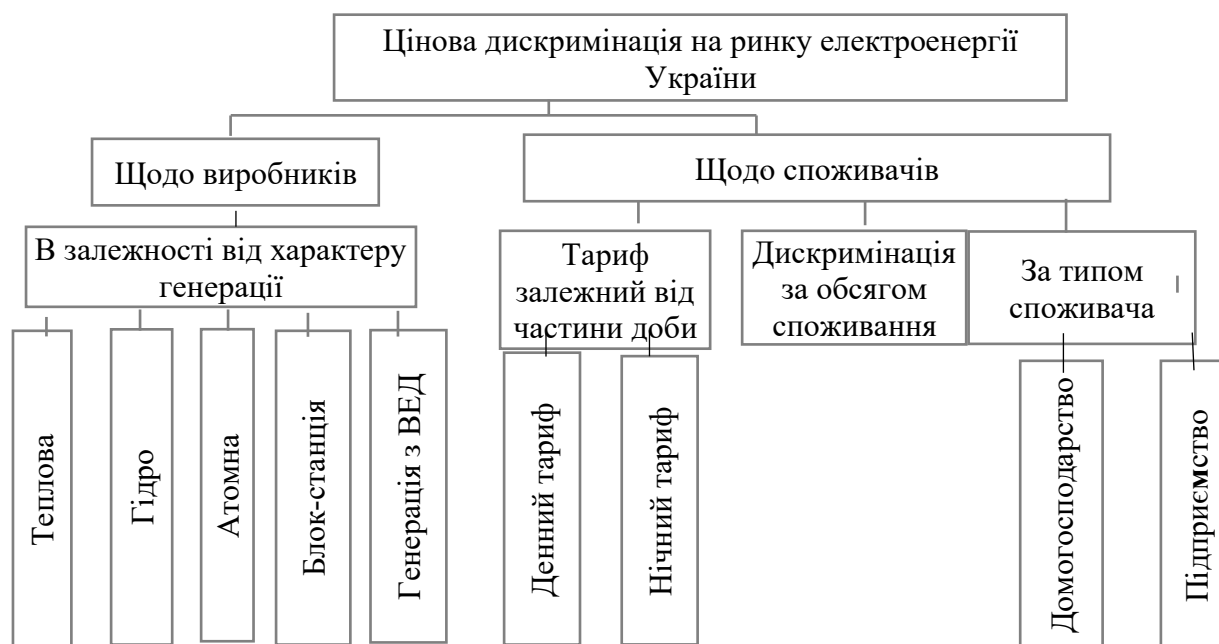 Цінова дискримінація на ринку електроенергії
України
Щодо виробників
Щодо споживачів
В залежності від характеру
генерації
Тариф
залежний від
частини доби
Дискримінація
за обсягом
споживання
За типом
споживача
Теплова
Гідро
Атомна
Блок-станція
Генерація з ВЕД
Денний тариф
Нічний тариф
Домогосподарство
Підприємство